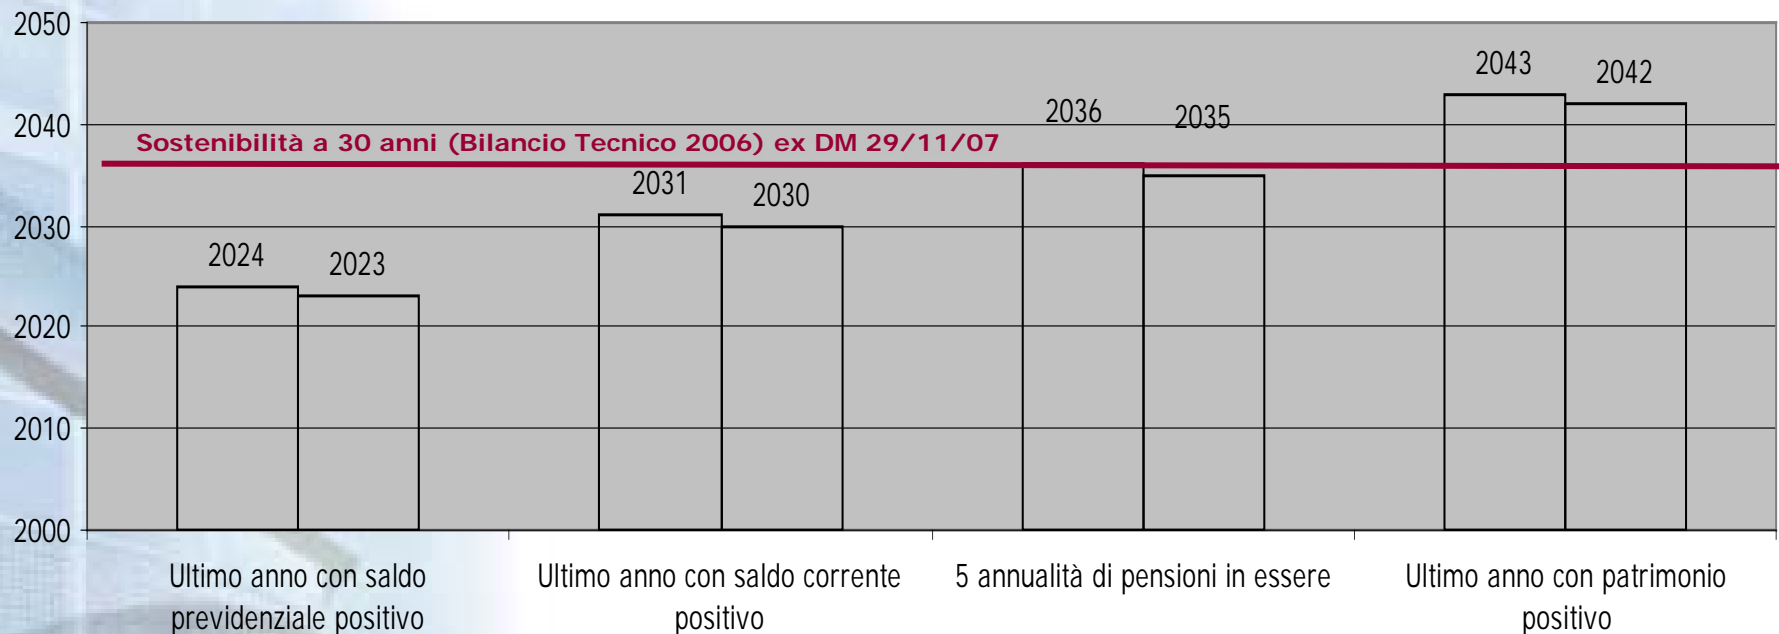 2050
2043
2042
2040
2036
2035
Sostenibilità a 30 anni (Bilancio Tecnico 2006) ex DM 29/11/07
2031
2030
2030
2024
2023
2020
2010
2000
Ultimo anno con saldo
previdenziale positivo
Ultimo anno con saldo corrente
positivo
5 annualità di pensioni in essere
Ultimo anno con patrimonio
positivo